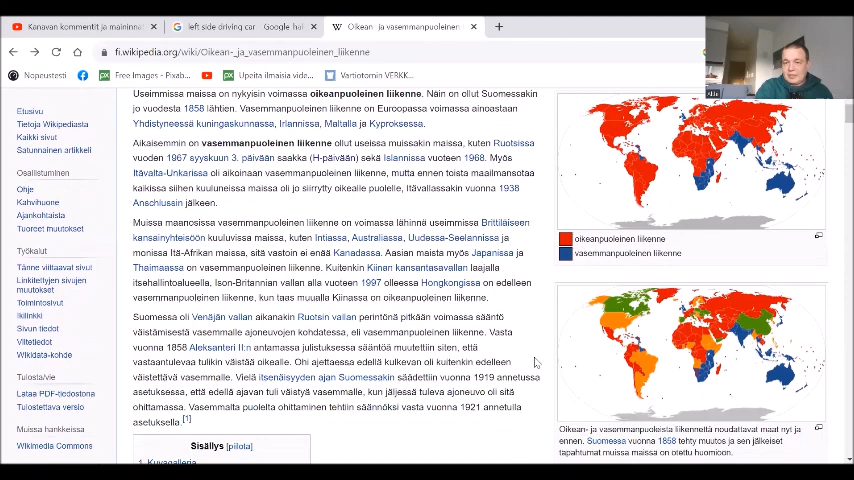 Kanavan kommentit ja maininna
left side driving car - Google-hal
Oikean- ja vasemmanpuoleinen
fi.wikipedia.org/wiki/Oikean-_ja_vasemmanpuoleinen_liikenne
Nopeustesti
Free Images - Pixab...
Upeita ilmaisia video...
Vartiotornin VERKK...
Etusivu
Tietoja Wikipediasta
Kaikki sivut
Satunnainen artikkeli
Osallistuminen
Ohje
Kahvihuone
Ajankohtaista
Tuoreet muutokset
Työkalut
Tänne viittaavat sivut
Linkitettyjen sivujen
muutokset
Toimintosivut
Ikilinkki
Sivun tiedot
Viitetiedot
Wikidata-kohde
Tulosta/vie
Lataa PDF-tiedostona
Tulostettava versio
Muissa hankkeissa
Wikimedia Commons
Useimmissa maissa on nykyisin voimassa oikeanpuoleinen liikenne. Näin on ollut Suomessakin
jo vuodesta 1858 lähtien. Vasemmanpuoleinen liikenne on Euroopassa voimassa ainoastaan
Yhdistyneessä kuningaskunnassa, Irlannissa, Maltalla ja Kyproksessa.
Aikaisemmin on vasemmanpuoleinen liikenne ollut useissa muissakin maissa, kuten Ruotsissa
vuoden 1967 syyskuun 3. päivään saakka (H-päivään) sekä Islannissa vuoteen 1968. Myös
Itävalta-Unkarissa oli aikoinaan vasemmanpuoleinen liikenne, mutta ennen toista maailmansotaa
kaikissa siihen kuuluneissa maissa oli jo siirrytty oikealle puolelle, Itävallassakin vuonna 1938
Anschlussin jälkeen.
Muissa maanosissa vasemmanpuoleinen liikenne on voimassa lähinnä useimmissa Brittiläiseen
kansainyhteisöön kuuluvissa maissa, kuten Intiassa, Australiassa, Uudessa-Seelannissa ja
monissa Itä-Afrikan maissa, sitä vastoin ei enää Kanadassa. Aasian maista myös Japanissa ja
Thaimaassa on vasemmanpuoleinen liikenne. Kuitenkin Kiinan kansantasavallan laajalla
itsehallintoalueella, Ison-Britannian vallan alla vuoteen 1997 olleessa Hongkongissa on edelleen
vasemmanpuoleinen liikenne, kun taas muualla Kiinassa on oikeanpuoleinen liikenne.
Suomessa oli Venäjän vallan aikanakin Ruotsin vallan perintönä pitkään voimassa sääntö
väistämisestä vasemmalle ajoneuvojen kohdatessa, eli vasemmanpuoleinen liikenne. Vasta
vuonna 1858 Aleksanteri II:n antamassa julistuksessa sääntöä muutettiin siten, että
vastaantulevaa tulikin väistää oikealle. Ohi ajettaessa edellä kulkevan oli kuitenkin edelleen
väistettävä vasemmalle. Vielä itsenäisyyden ajan Suomessakin säädettiin vuonna 1919 annetussa
asetuksessa, että edellä ajavan tuli väistyä vasemmalle, kun jäljessä tuleva ajoneuvo oli sitä
ohittamassa. Vasemmalta puolelta ohittaminen tehtiin säännöksi vasta vuonna 1921 annetulla
asetuksella.[1]
Sisällys [piilota]
1 Kuvagalleria
oikeanpuoleinen liikenne
vasemmanpuoleinen liikenne
Oikean- ja vasemmanpuoleista liikennettä noudattavat maat nyt ja
ennen. Suomessa vuonna 1858 tehty muutos ja sen jälkeiset
tapahtumat muissa maissa on otettu huomioon.